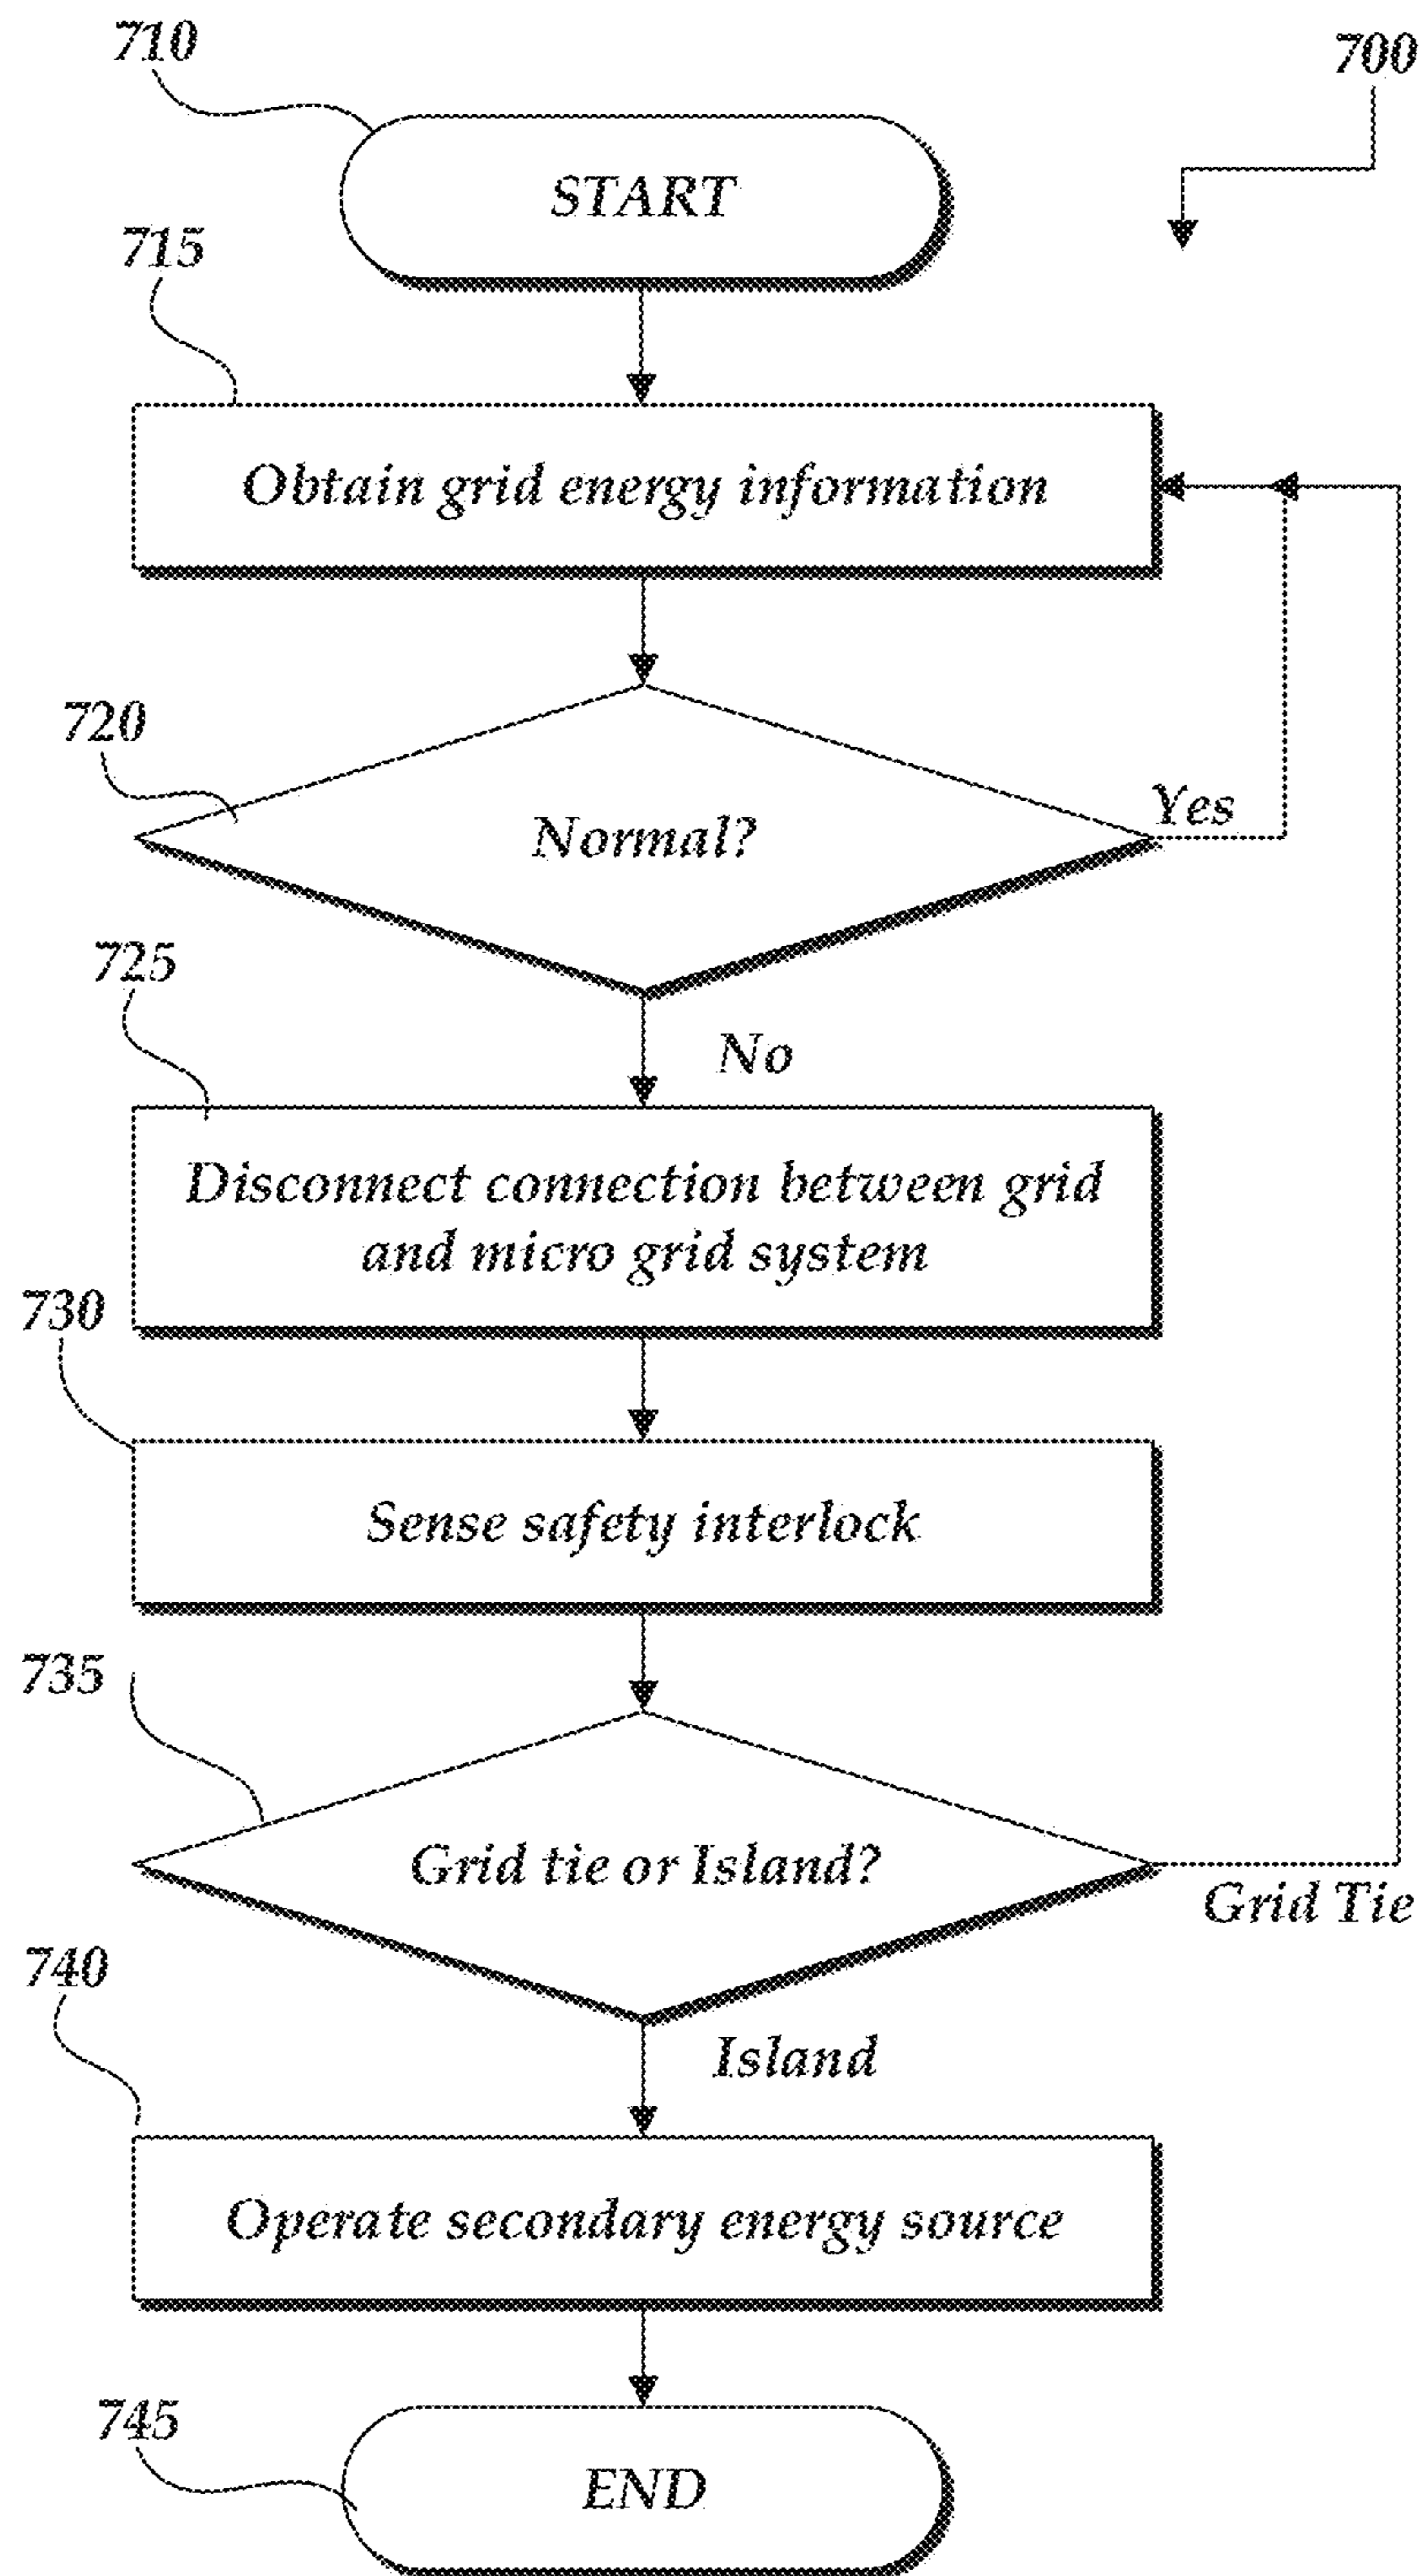 710
700
START
715
Obtain grid energy information
720
Normal?
Yes
725
No
Disconnect connection between grid
and micro grid system
730
Sense safety interlock
735
Grid tie or Island?
Grid Tie
740
Island
Operate secondary energy source
745
END